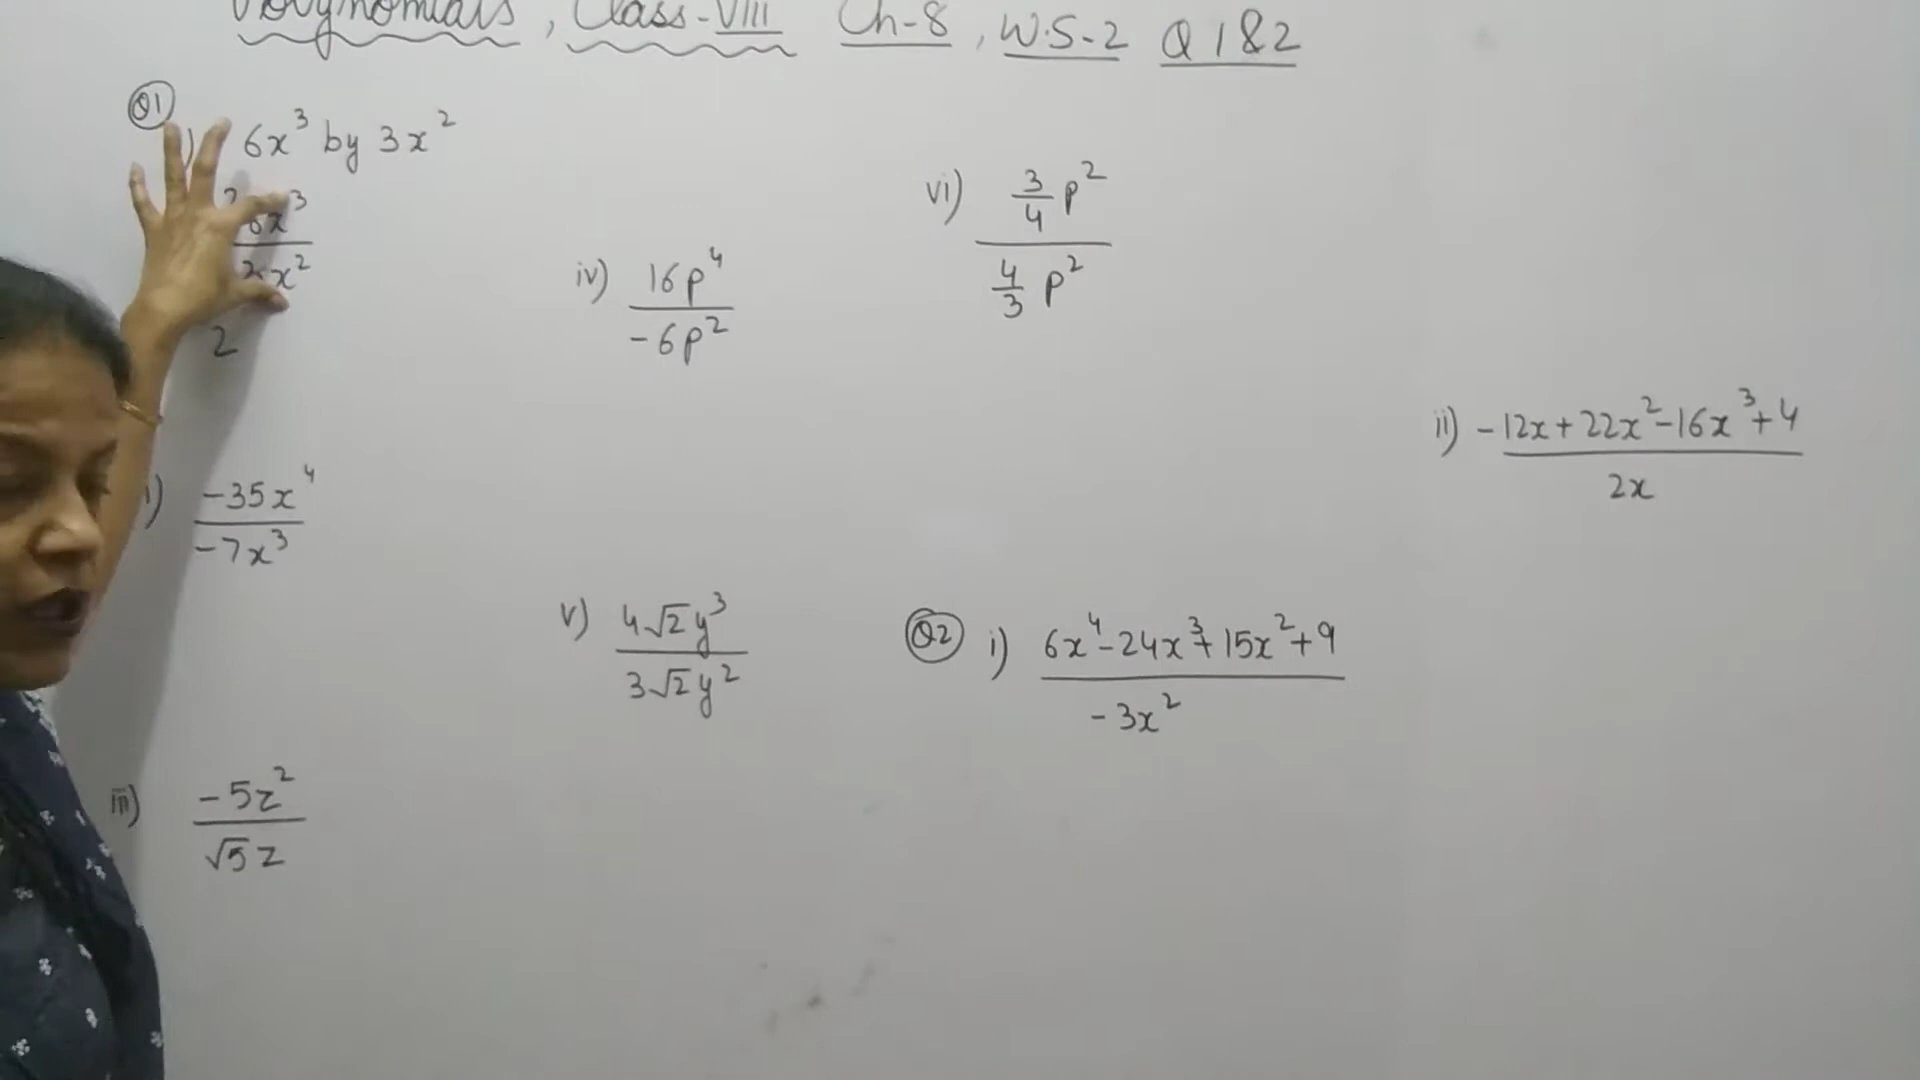 Polynomials, Class-VIII Ch-8, W.S-2 Q 1&2
Q1
) 6x³ by 3x²
2 6x³
3x²
2
) -35x⁴
-7x³
iii) -5z²
√5 z
iv) 16p⁴
-6p²
v) 4√2 y³
3√2 y²
vi) 3/4 p²
4/3 p²
Q2 i) 6x⁴-24x³+15x²+9
-3x²
ii) -12x+22x²-16x³+4
2x